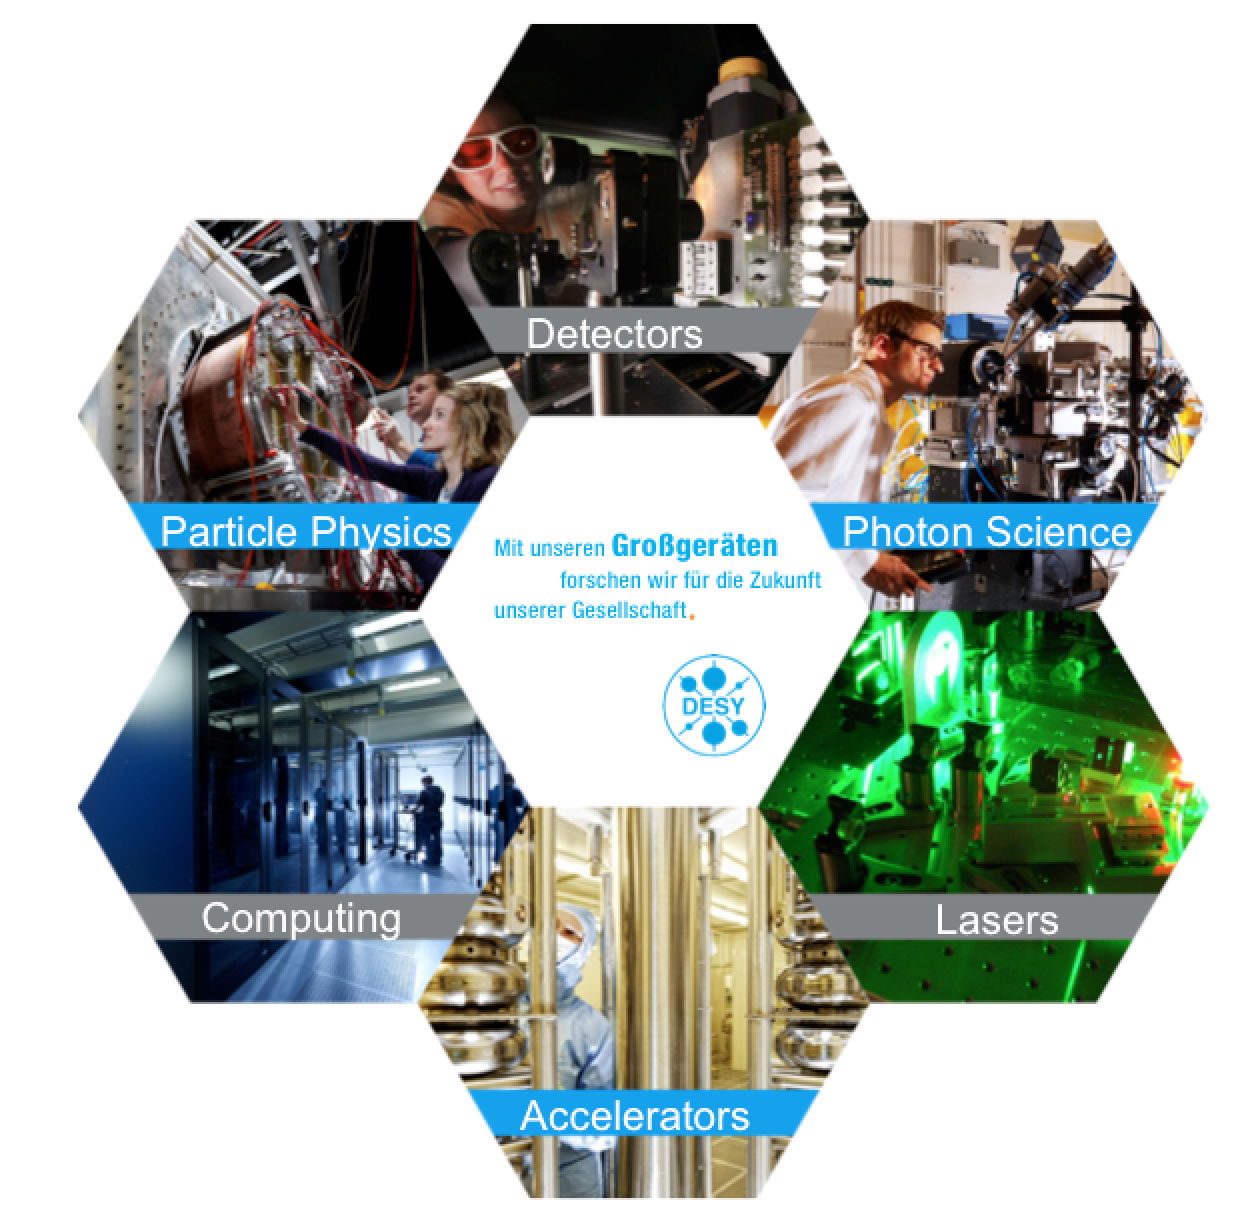 Detectors
Particle Physics
Photon Science
Mit unseren Großgeräten
forschen wir für die Zukunft
unserer Gesellschaft.
DESY
Computing
Lasers
Accelerators